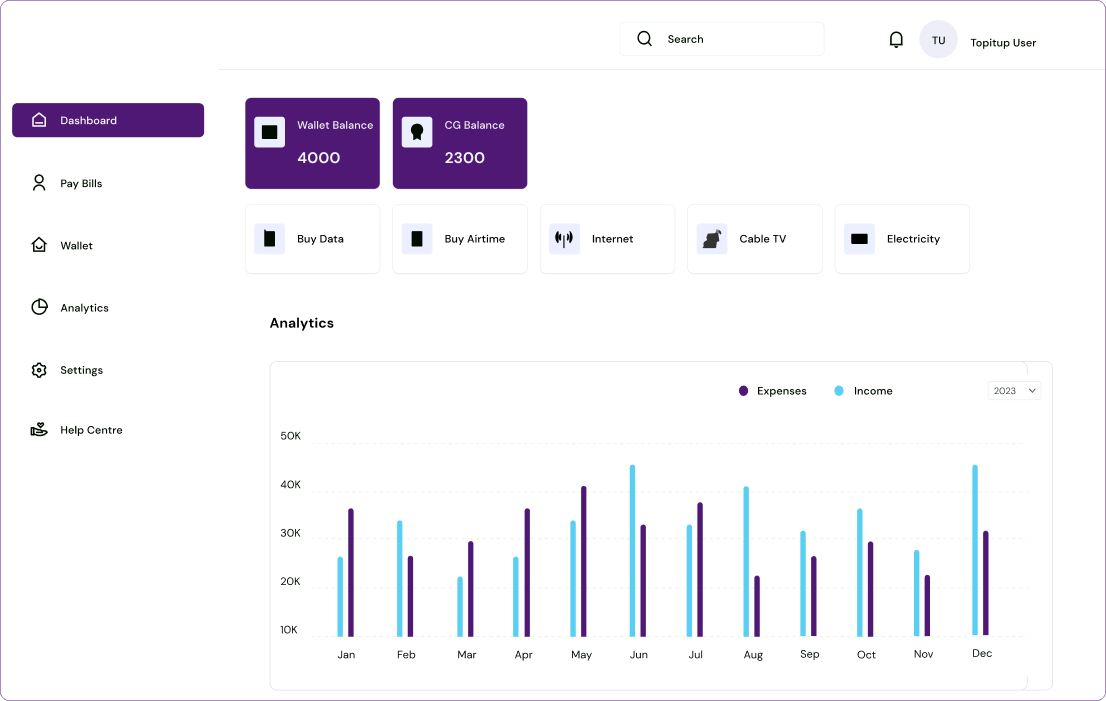 Search
TU
Topitup User
Dashboard
Pay Bills
Wallet
Analytics
Settings
Help Centre
Wallet Balance
4000
CG Balance
2300
Buy Data
Buy Airtime
Internet
Cable TV
Electricity
Analytics
Expenses
Income
2023
50K
40K
30K
20K
10K
Jan Feb Mar Apr May Jun Jul Aug Sep Oct Nov Dec